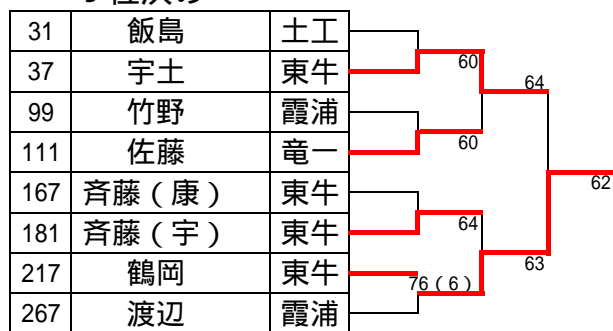 31 飯島 土工
37 宇土 東牛
99 竹野 霞浦
111 佐藤 竜一
167 斉藤（康） 東牛
181 斉藤（宇） 東牛
217 鶴岡 東牛
267 渡辺 霞浦
60
60
64
76（6）
64
63
62